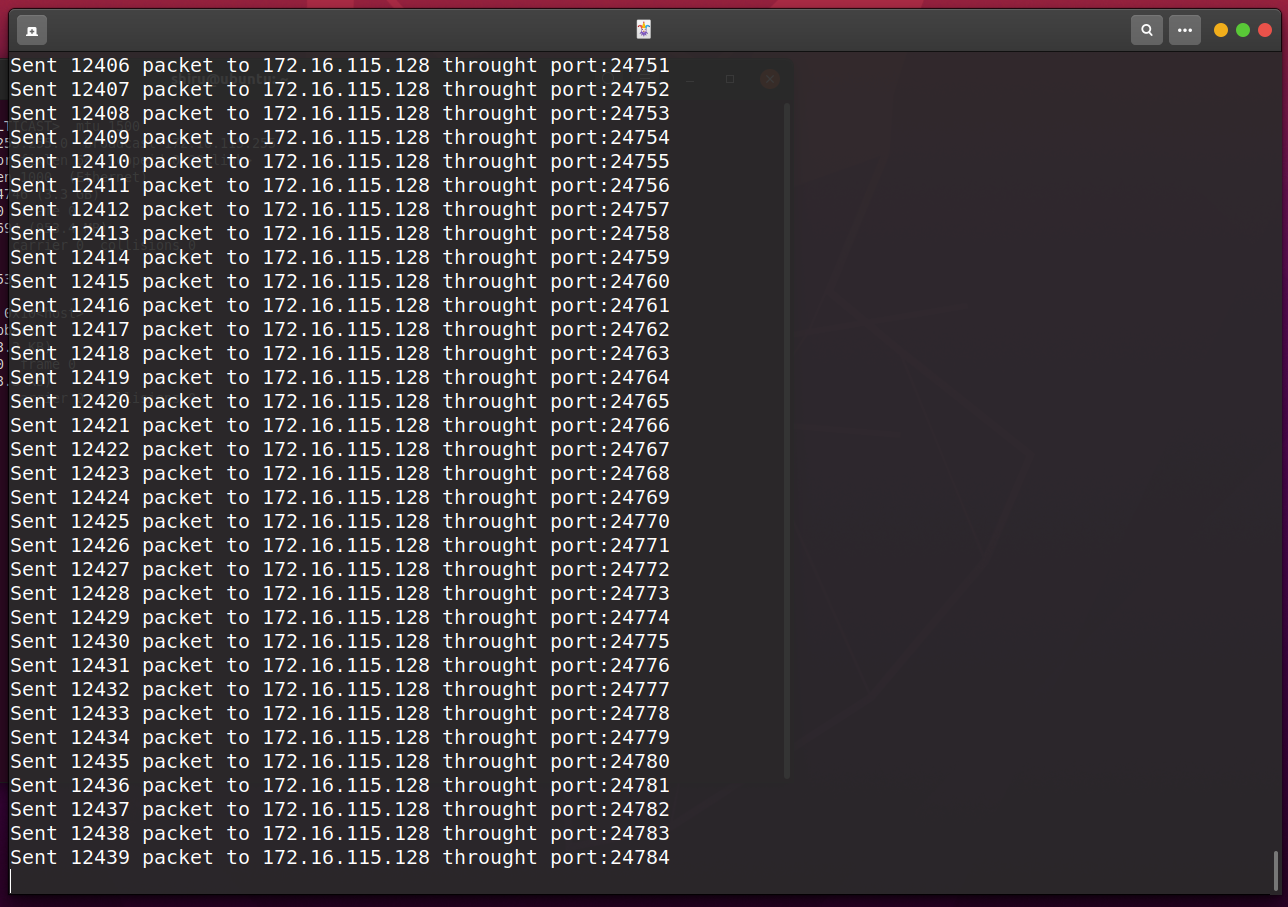 Sent 12406 packet to 172.16.115.128 throught port:24751
Sent 12407 packet to 172.16.115.128 throught port:24752
Sent 12408 packet to 172.16.115.128 throught port:24753
Sent 12409 packet to 172.16.115.128 throught port:24754
Sent 12410 packet to 172.16.115.128 throught port:24755
Sent 12411 packet to 172.16.115.128 throught port:24756
Sent 12412 packet to 172.16.115.128 throught port:24757
Sent 12413 packet to 172.16.115.128 throught port:24758
Sent 12414 packet to 172.16.115.128 throught port:24759
Sent 12415 packet to 172.16.115.128 throught port:24760
Sent 12416 packet to 172.16.115.128 throught port:24761
Sent 12417 packet to 172.16.115.128 throught port:24762
Sent 12418 packet to 172.16.115.128 throught port:24763
Sent 12419 packet to 172.16.115.128 throught port:24764
Sent 12420 packet to 172.16.115.128 throught port:24765
Sent 12421 packet to 172.16.115.128 throught port:24766
Sent 12422 packet to 172.16.115.128 throught port:24767
Sent 12423 packet to 172.16.115.128 throught port:24768
Sent 12424 packet to 172.16.115.128 throught port:24769
Sent 12425 packet to 172.16.115.128 throught port:24770
Sent 12426 packet to 172.16.115.128 throught port:24771
Sent 12427 packet to 172.16.115.128 throught port:24772
Sent 12428 packet to 172.16.115.128 throught port:24773
Sent 12429 packet to 172.16.115.128 throught port:24774
Sent 12430 packet to 172.16.115.128 throught port:24775
Sent 12431 packet to 172.16.115.128 throught port:24776
Sent 12432 packet to 172.16.115.128 throught port:24777
Sent 12433 packet to 172.16.115.128 throught port:24778
Sent 12434 packet to 172.16.115.128 throught port:24779
Sent 12435 packet to 172.16.115.128 throught port:24780
Sent 12436 packet to 172.16.115.128 throught port:24781
Sent 12437 packet to 172.16.115.128 throught port:24782
Sent 12438 packet to 172.16.115.128 throught port:24783
Sent 12439 packet to 172.16.115.128 throught port:24784